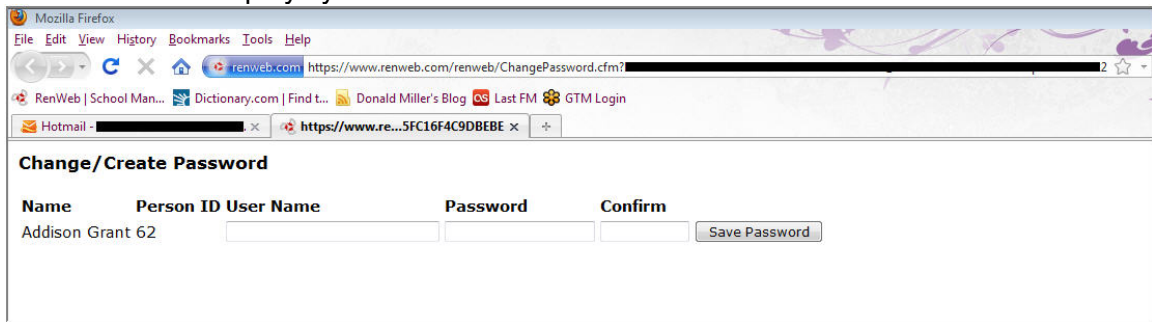 Mozilla Firefox
File Edit View History Bookmarks Tools Help
renweb.com https://www.renweb.com/renweb/ChangePassword.cfm? 2
RenWeb | School Man... Dictionary.com | Find t... Donald Miller's Blog Last FM GTM Login
Hotmail - https://www.re...5FC16F4C9DBEBE
Change/Create Password
Name Person ID User Name Password Confirm
Addison Grant 62 Save Password